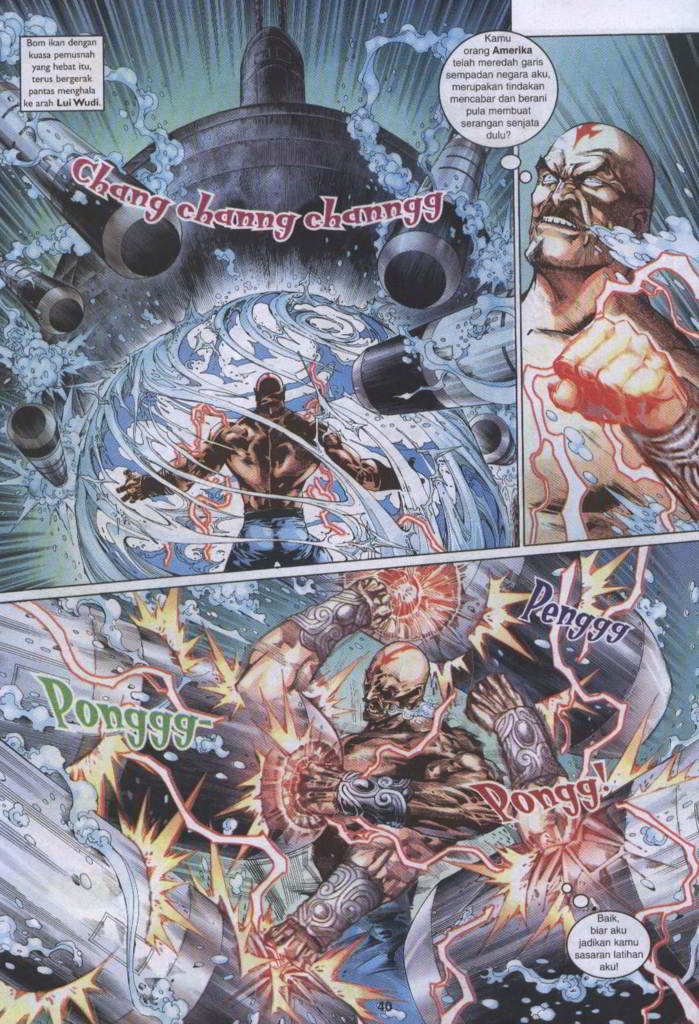 Bom ikan dengan
kuasa pemusnah
yang hebat itu,
terus bergerak
pantas menghala
ke arah Lui Wudi.
Kamu
orang Amerika
telah meredah garis
sempadan negara aku,
merupakan tindakan
mencabar dan berani
pula membuat
serangan senjata
dulu?
Chang channg channgg
Penggg
Ponggg-
Pongg!
Baik,
biar aku
jadikan kamu
sasaran latihan
aku!
40